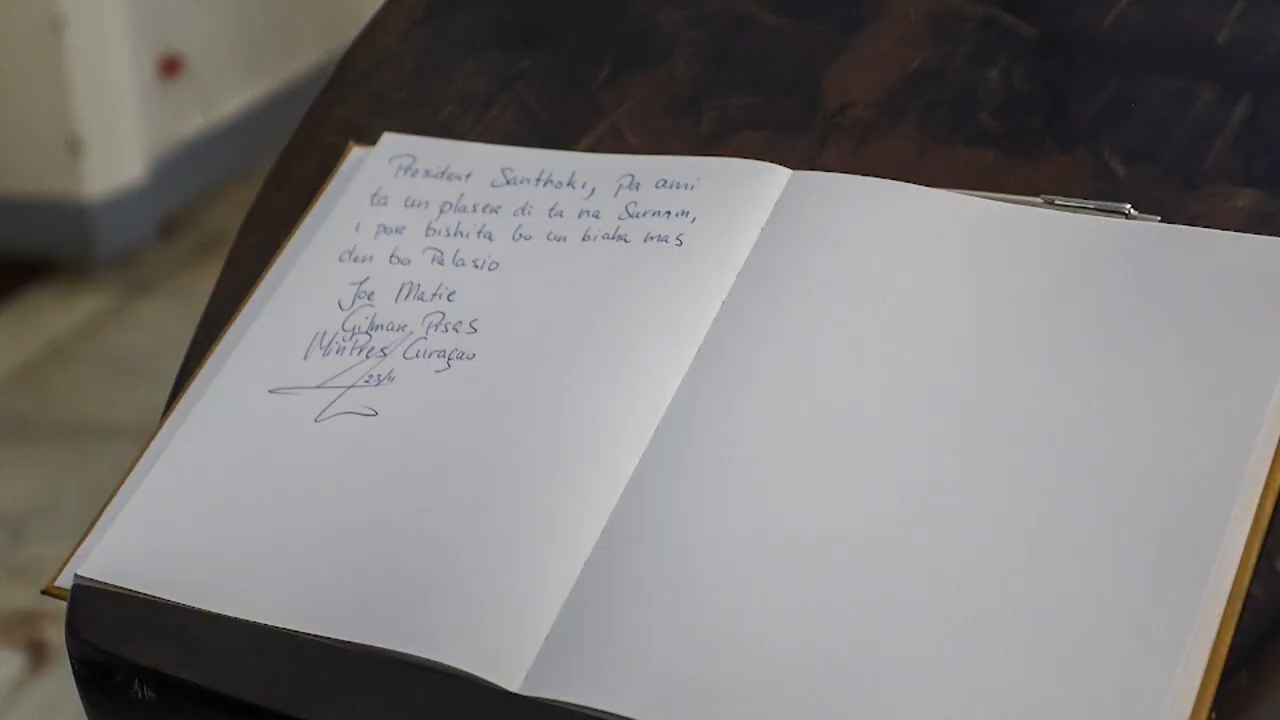 President Santhoki, pa ami
ta un plaser di ta na Surnam,
i por bishita bo un biaha mas
den bo Palasio
Joe Matie
Gilmar Pisas
MinPres Curaçao
23/11